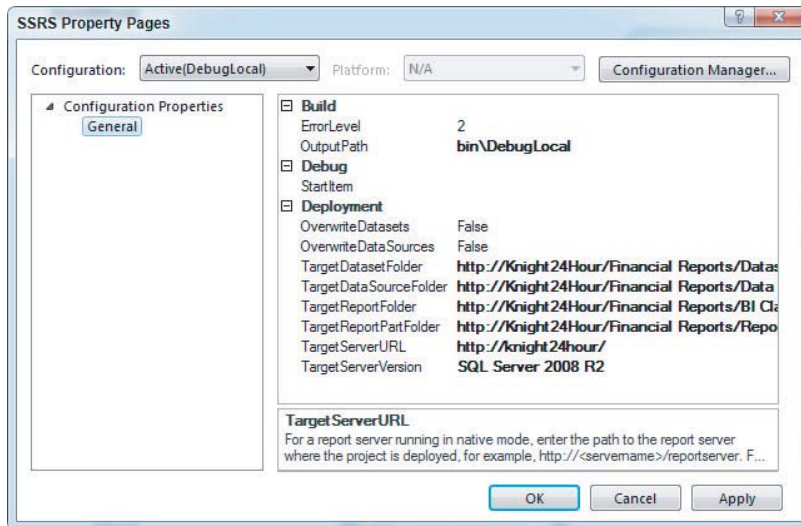 SSRS Property Pages
Configuration: Active(DebugLocal) Platform: N/A Configuration Manager...
Configuration Properties
General
Build
ErrorLevel 2
OutputPath bin\DebugLocal
Debug
StartItem
Deployment
OverwriteDatasets False
OverwriteDataSources False
TargetDatasetFolder http://Knight24Hour/Financial Reports/Datas
TargetDataSourceFolder http://Knight24Hour/Financial Reports/Data
TargetReportFolder http://Knight24Hour/Financial Reports/BI Cla
TargetReportPartFolder http://Knight24Hour/Financial Reports/Repo
TargetServerURL http://knight24hour/
TargetServerVersion SQL Server 2008 R2
TargetServerURL
For a report server running in native mode, enter the path to the report server
where the project is deployed, for example, http://<servername>/reportserver. F...
OK Cancel Apply